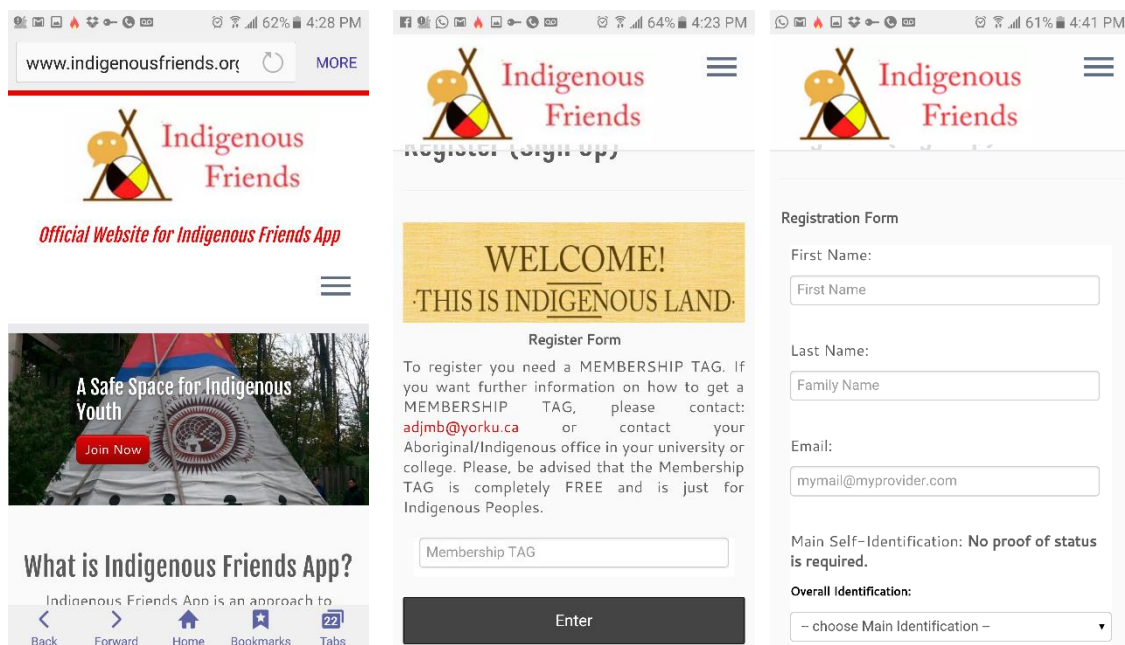 62% 4:28 PM
www.indigenousfriends.org
MORE
Indigenous
Friends
Official Website for Indigenous Friends App
A Safe Space for Indigenous
Youth
Join Now
What is Indigenous Friends App?
Indigenous Friends App is an approach to
22
Back Forward Home Bookmarks Tabs
64% 4:23 PM
Indigenous
Friends
Register (Sign Up)
WELCOME!
·THIS IS INDIGENOUS LAND·
Register Form
To register you need a MEMBERSHIP TAG. If
you want further information on how to get a
MEMBERSHIP TAG, please contact:
adjmb@yorku.ca or contact your
Aboriginal/Indigenous office in your university or
college. Please, be advised that the Membership
TAG is completely FREE and is just for
Indigenous Peoples.
Membership TAG
Enter
61% 4:41 PM
Indigenous
Friends
Registration Form
First Name:
First Name
Last Name:
Family Name
Email:
mymail@myprovider.com
Main Self-Identification: No proof of status
is required.
Overall Identification:
-- choose Main Identification --